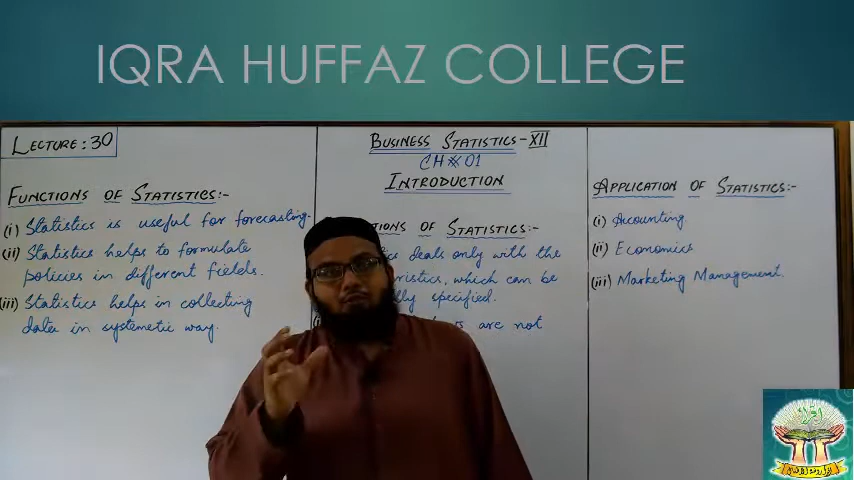 IQRA HUFFAZ COLLEGE
LECTURE: 30
FUNCTIONS OF STATISTICS:-
(i) Statistics is useful for forecasting.
(ii) Statistics helps to formulate
policies in different fields.
(iii) Statistics helps in collecting
data in systemetic way.
BUSINESS STATISTICS-XII
CH # 01
INTRODUCTION
OF STATISTICS:-
deals only with the
which can be
specified.
are not
APPLICATION OF STATISTICS:-
(i) Accounting.
(ii) Economics
(iii) Marketing Management.
اقرأ